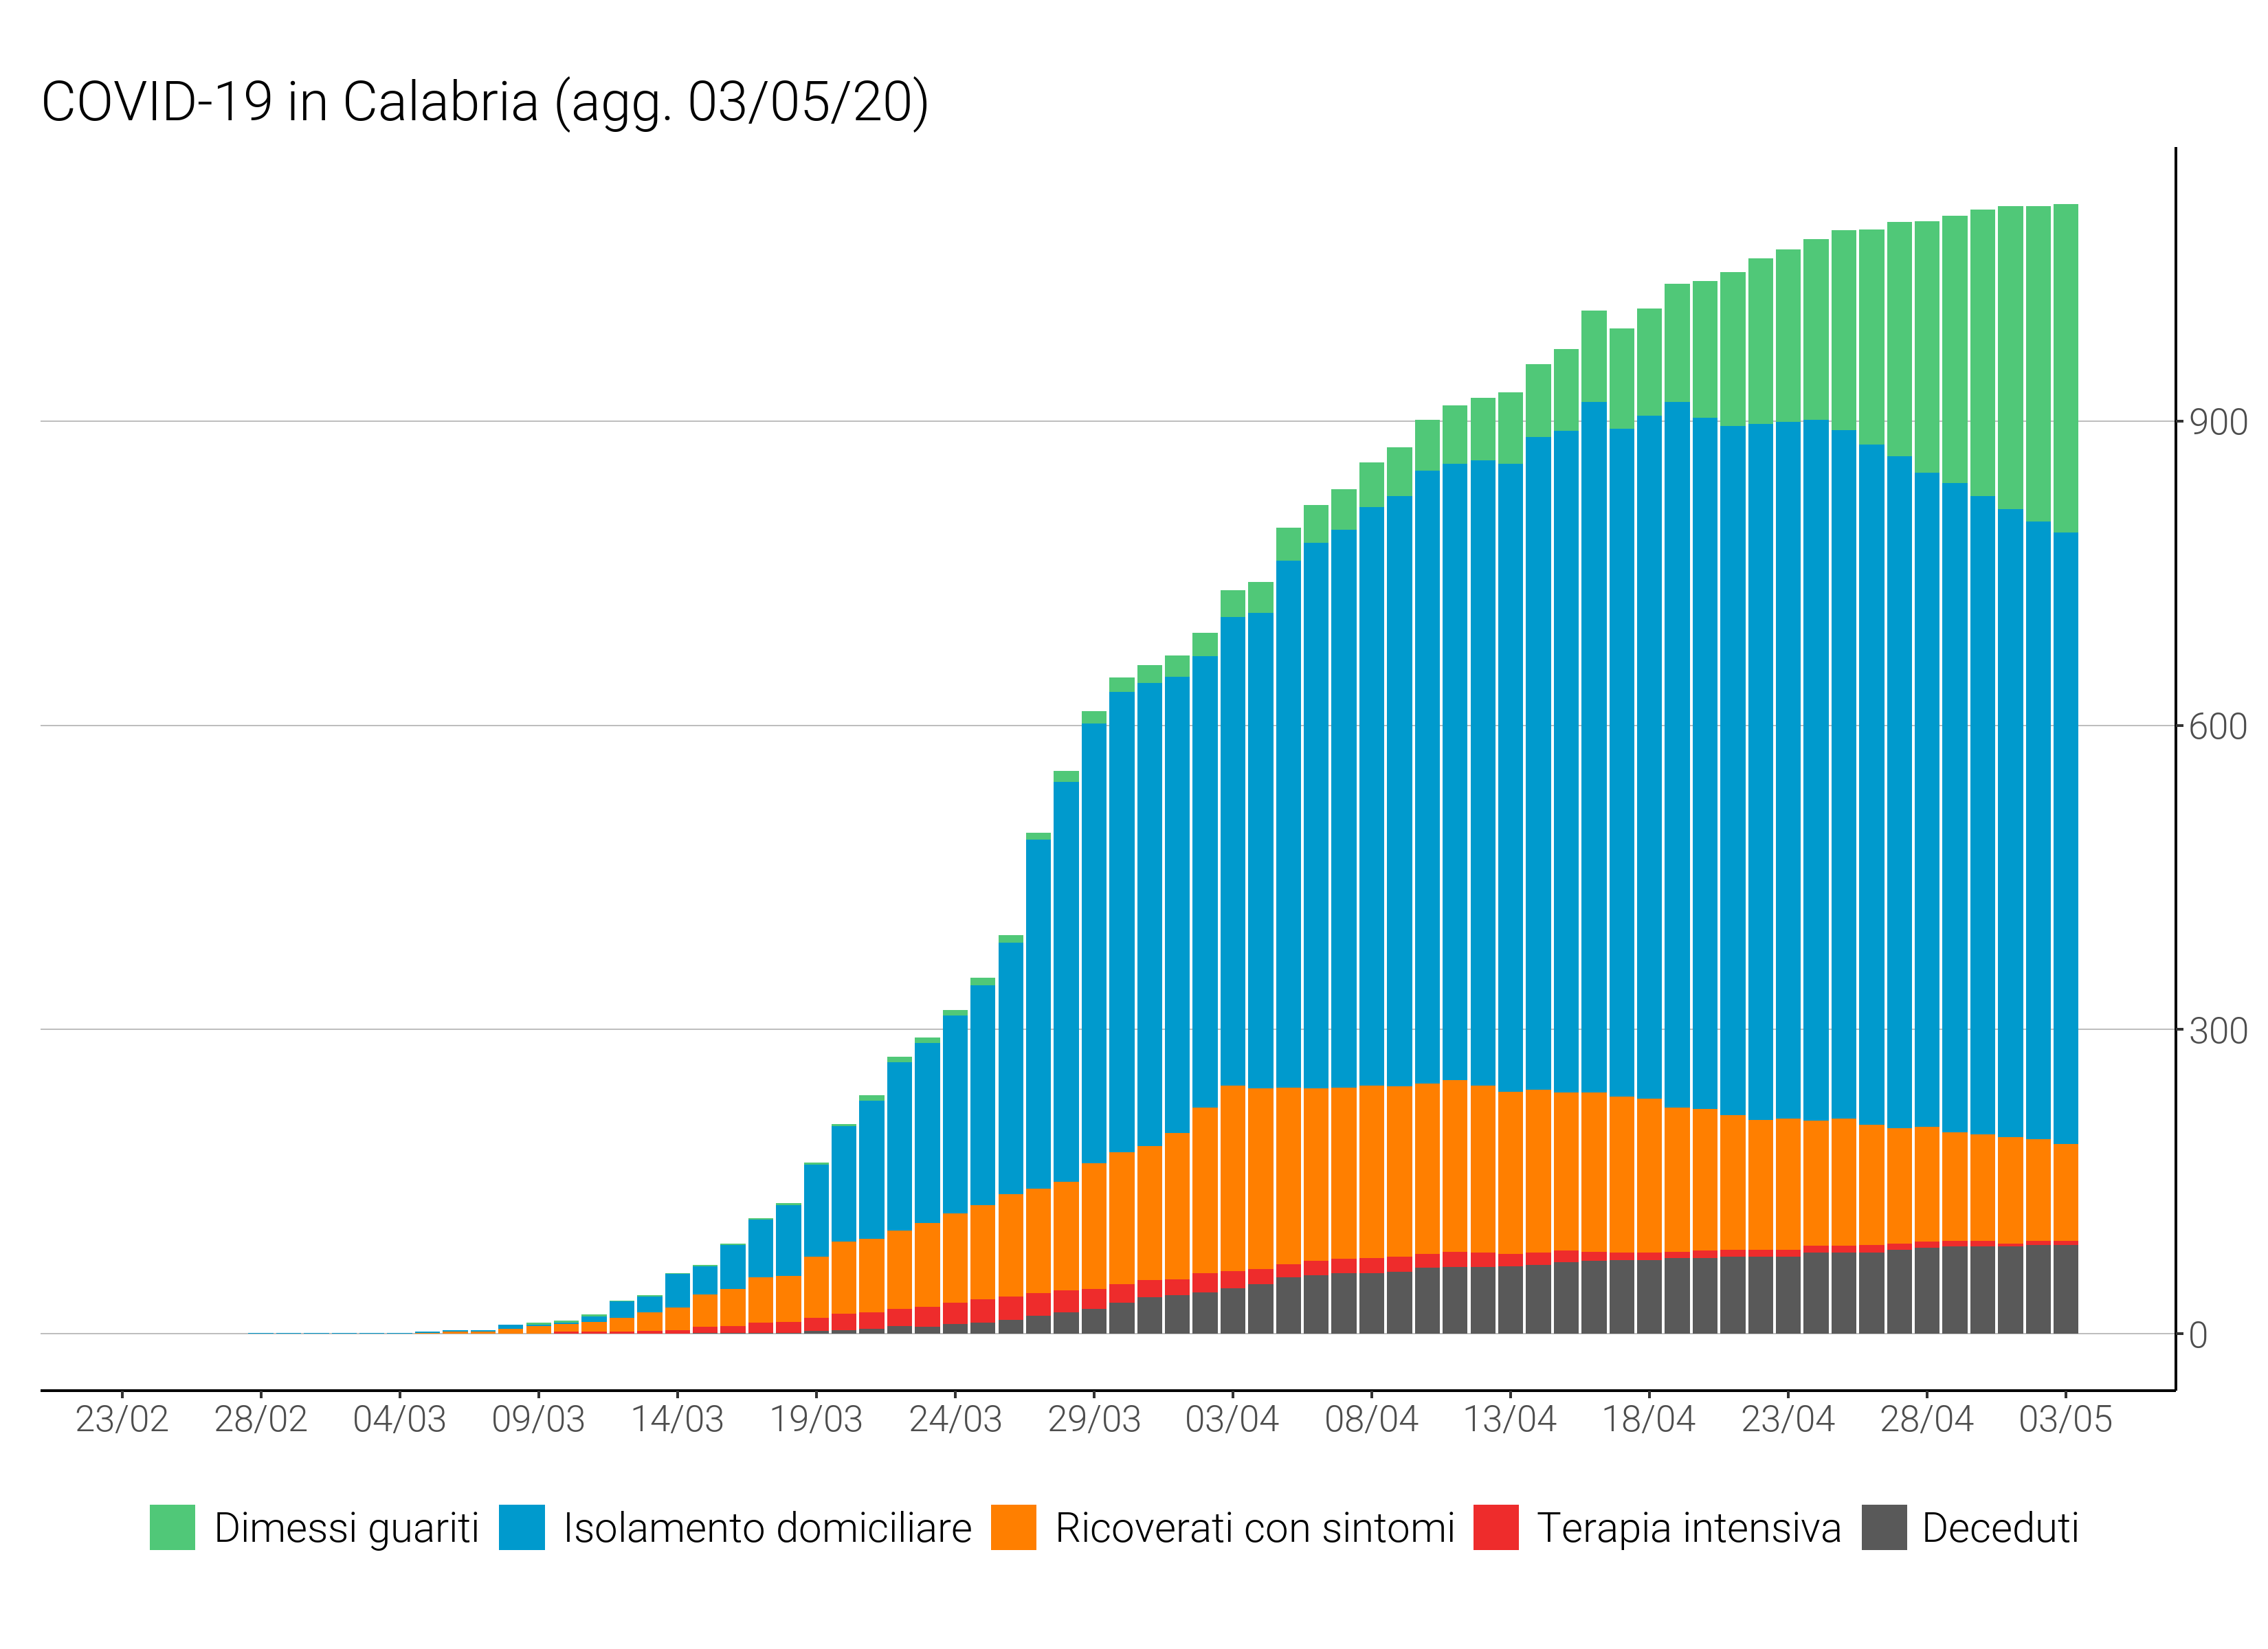 COVID-19 in Calabria (agg. 03/05/20)
900
600
300
0
23/02 28/02 04/03 09/03 14/03 19/03 24/03 29/03 03/04 08/04 13/04 18/04 23/04 28/04 03/05
Dimessi guariti Isolamento domiciliare Ricoverati con sintomi Terapia intensiva Deceduti